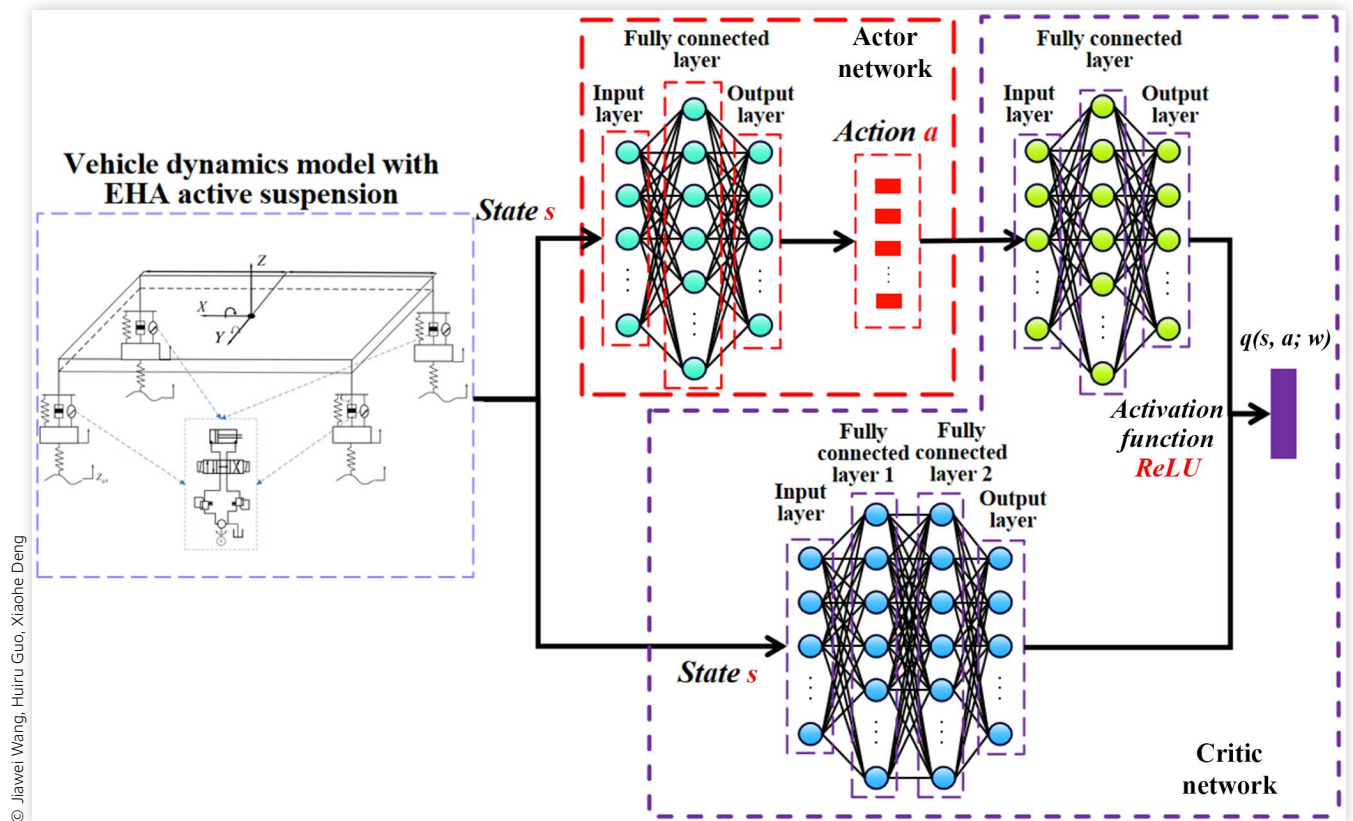 Vehicle dynamics model with
EHA active suspension
Z
X
Y
State s
Fully connected
layer
Input
layer
Output
layer
Actor
network
Action a
Fully connected
layer
Input
layer
Output
layer
q(s, a; w)
Activation
function
ReLU
State s
Input
layer
Fully
connected
layer 1
Fully
connected
layer 2
Output
layer
Critic
network
© Jiawei Wang, Huiru Guo, Xiaohe Deng